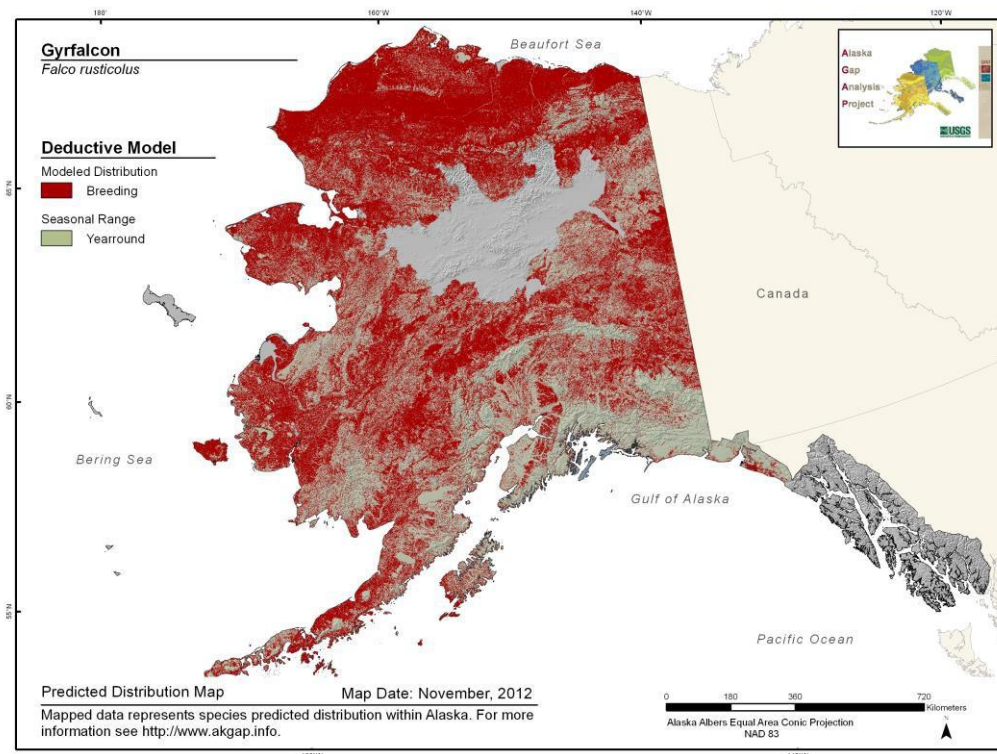 180°
160°W
140°W
120°W
Gyrfalcon
Falco rusticolus
Beaufort Sea
Alaska
Gap
Analysis
Project
USGS
Deductive Model
Modeled Distribution
Breeding
Seasonal Range
Yearround
65°N
Canada
60°N
Bering Sea
Gulf of Alaska
55°N
Pacific Ocean
Predicted Distribution Map
Map Date: November, 2012
Mapped data represents species predicted distribution within Alaska. For more
information see http://www.akgap.info.
0 180 360 720
Kilometers
Alaska Albers Equal Area Conic Projection
NAD 83
N